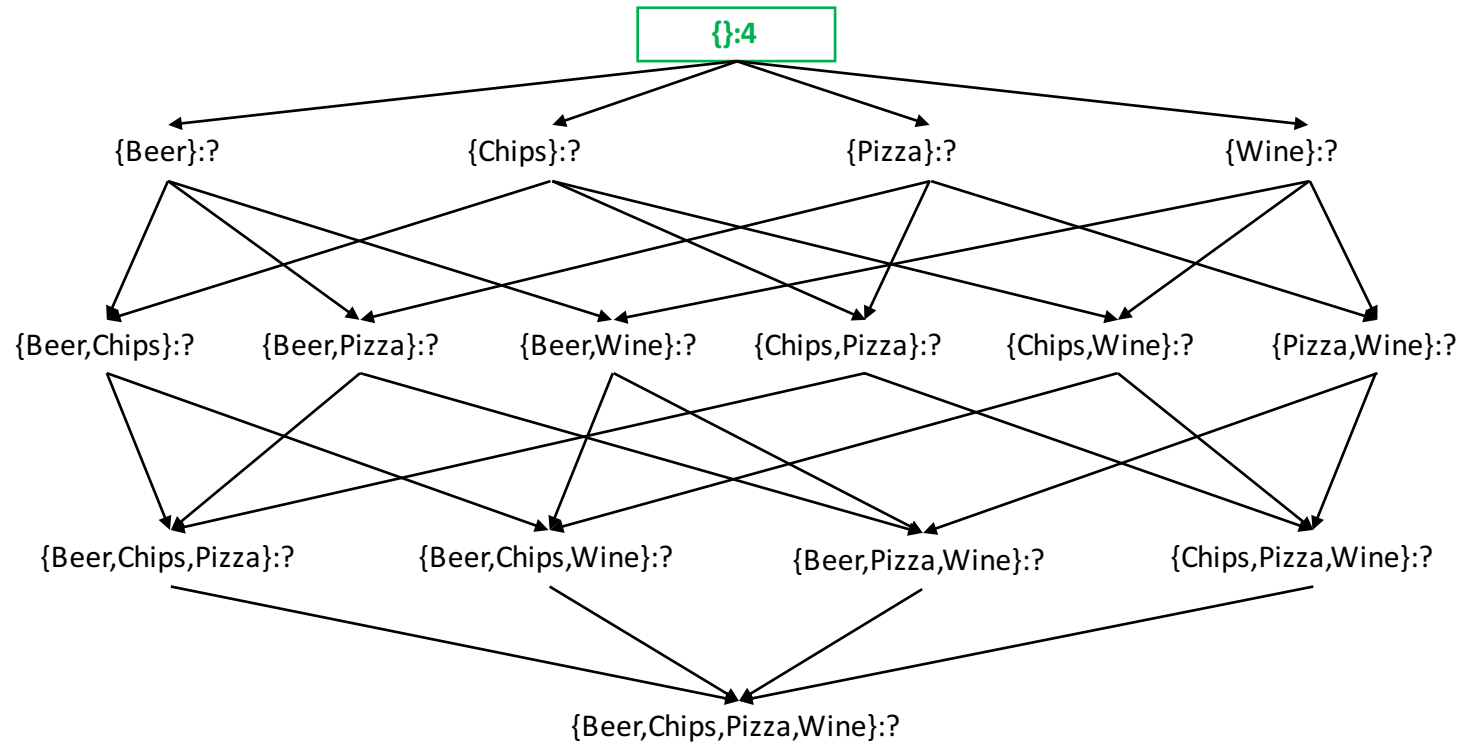 {}:4
{Beer}:? {Chips}:? {Pizza}:? {Wine}:?
{Beer,Chips}:? {Beer,Pizza}:? {Beer,Wine}:? {Chips,Pizza}:? {Chips,Wine}:? {Pizza,Wine}:?
{Beer,Chips,Pizza}:? {Beer,Chips,Wine}:? {Beer,Pizza,Wine}:? {Chips,Pizza,Wine}:?
{Beer,Chips,Pizza,Wine}:?